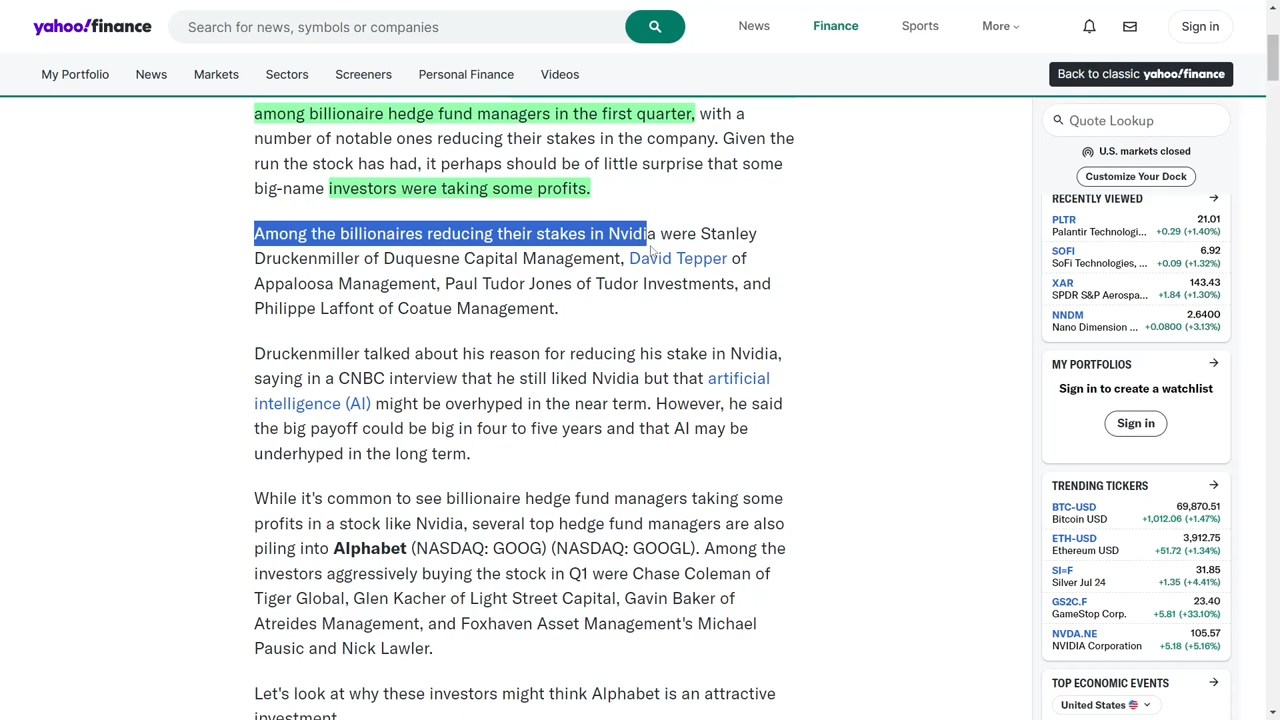 yahoo!finance
Search for news, symbols or companies
News
Finance
Sports
More
Sign in
My Portfolio
News
Markets
Sectors
Screeners
Personal Finance
Videos
Back to classic yahoo!finance
among billionaire hedge fund managers in the first quarter, with a
number of notable ones reducing their stakes in the company. Given the
run the stock has had, it perhaps should be of little surprise that some
big-name investors were taking some profits.
Among the billionaires reducing their stakes in Nvidia were Stanley
Druckenmiller of Duquesne Capital Management, David Tepper of
Appaloosa Management, Paul Tudor Jones of Tudor Investments, and
Philippe Laffont of Coatue Management.
Druckenmiller talked about his reason for reducing his stake in Nvidia,
saying in a CNBC interview that he still liked Nvidia but that artificial
intelligence (AI) might be overhyped in the near term. However, he said
the big payoff could be big in four to five years and that AI may be
underhyped in the long term.
While it's common to see billionaire hedge fund managers taking some
profits in a stock like Nvidia, several top hedge fund managers are also
piling into Alphabet (NASDAQ: GOOG) (NASDAQ: GOOGL). Among the
investors aggressively buying the stock in Q1 were Chase Coleman of
Tiger Global, Glen Kacher of Light Street Capital, Gavin Baker of
Atreides Management, and Foxhaven Asset Management's Michael
Pausic and Nick Lawler.
Let's look at why these investors might think Alphabet is an attractive
investment.
Quote Lookup
U.S. markets closed
Customize Your Dock
RECENTLY VIEWED
PLTR 21.01
Palantir Technologi... +0.29 (+1.40%)
SOFI 6.92
SoFi Technologies, ... +0.09 (+1.32%)
XAR 143.43
SPDR S&P Aerospa... +1.84 (+1.30%)
NNDM 2.6400
Nano Dimension ... +0.0800 (+3.13%)
MY PORTFOLIOS
Sign in to create a watchlist
Sign in
TRENDING TICKERS
BTC-USD 69,870.51
Bitcoin USD +1,012.06 (+1.47%)
ETH-USD 3,912.75
Ethereum USD +51.72 (+1.34%)
SI=F 31.85
Silver Jul 24 +1.35 (+4.41%)
GS2C.F 23.40
GameStop Corp. +5.81 (+33.10%)
NVDA.NE 105.57
NVIDIA Corporation +5.18 (+5.16%)
TOP ECONOMIC EVENTS
United States